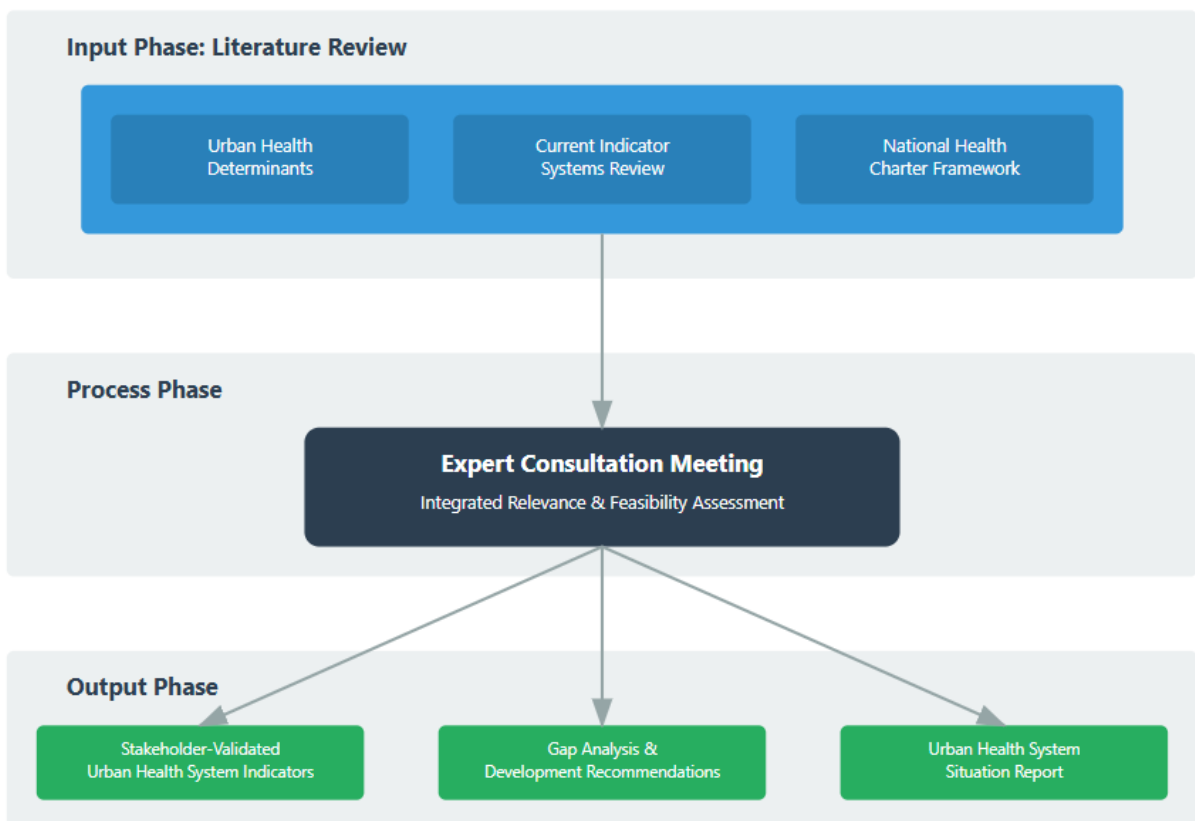 Input Phase: Literature Review
Urban Health
Determinants
Current Indicator
Systems Review
National Health
Charter Framework
Process Phase
Expert Consultation Meeting
Integrated Relevance & Feasibility Assessment
Output Phase
Stakeholder-Validated
Urban Health System Indicators
Gap Analysis &
Development Recommendations
Urban Health System
Situation Report